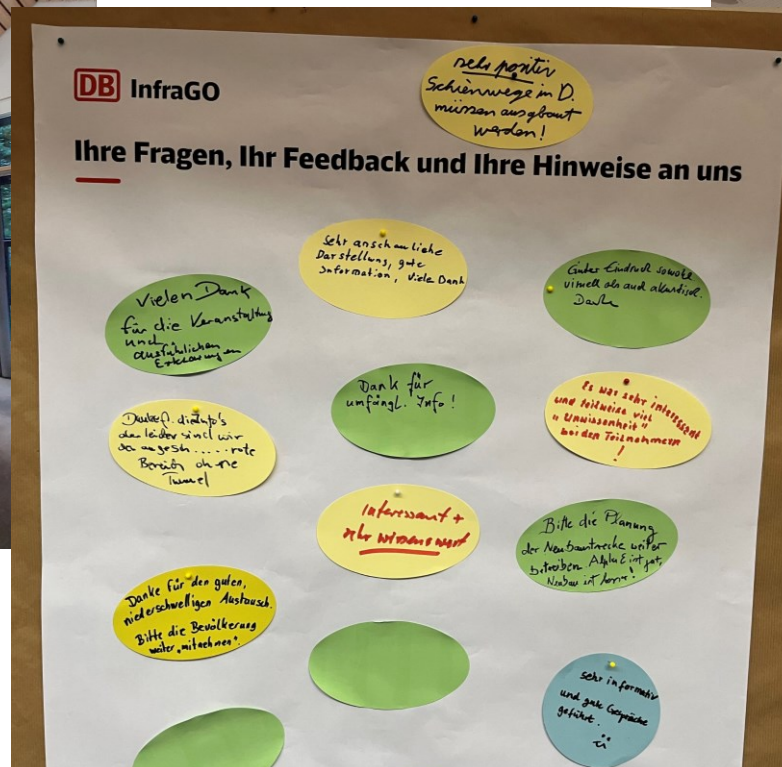 DB InfraGO
sehr positiv
Schienenwege in D.
müssen ausgebaut
werden!
Ihre Fragen, Ihr Feedback und Ihre Hinweise an uns
Sehr anschauliche
Darstellung, gute
Information, Viele Dank
Guter Eindruck sowohl
visuell als auch akustisch.
Danke
Vielen Dank
für die Veranstaltung
und
ausführlichen
Erklärungen
Dank für
umfängl. Info!
Es war sehr interessant
und teilweise viel
"Unwissenheit"
bei den Teilnehmern
!
Danke f. die Info's
leider sind wir
rote
Bereich ohne
Tunnel
Interessant +
sehr wissenswert
Bitte die Planung
der Neubaustrecke weiter
betreiben. Alpha E ist gut,
Neubau ist besser!
Danke für den guten,
niederschwelligen Austausch.
Bitte die Bevölkerung
weiter "mitnehmen".
sehr informativ
und gute Gespräche
geführt.